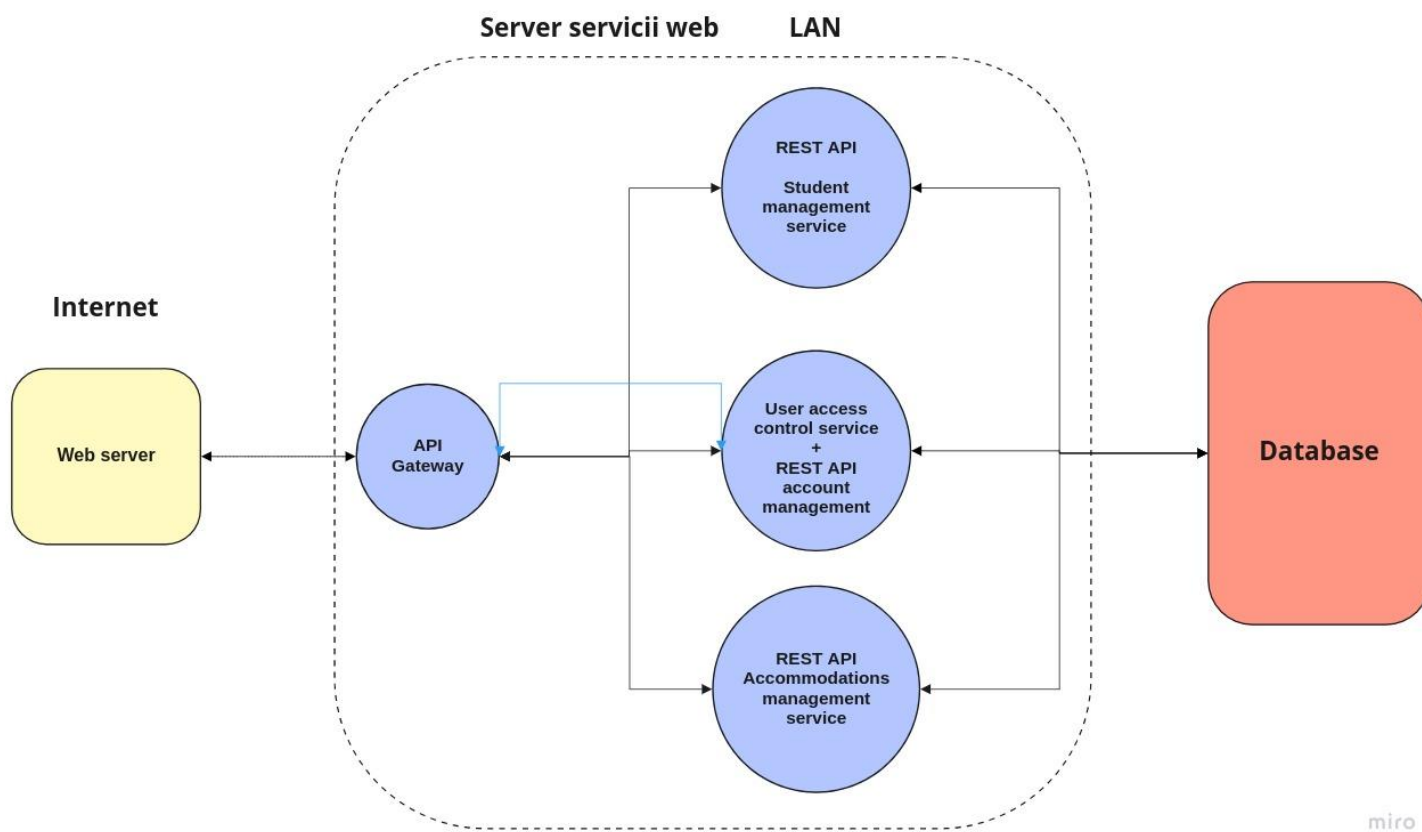 Server servicii web LAN
Internet
Web server
API
Gateway
REST API
Student
management
service
User access
control service
+
REST API
account
management
REST API
Accommodations
management
service
Database
miro